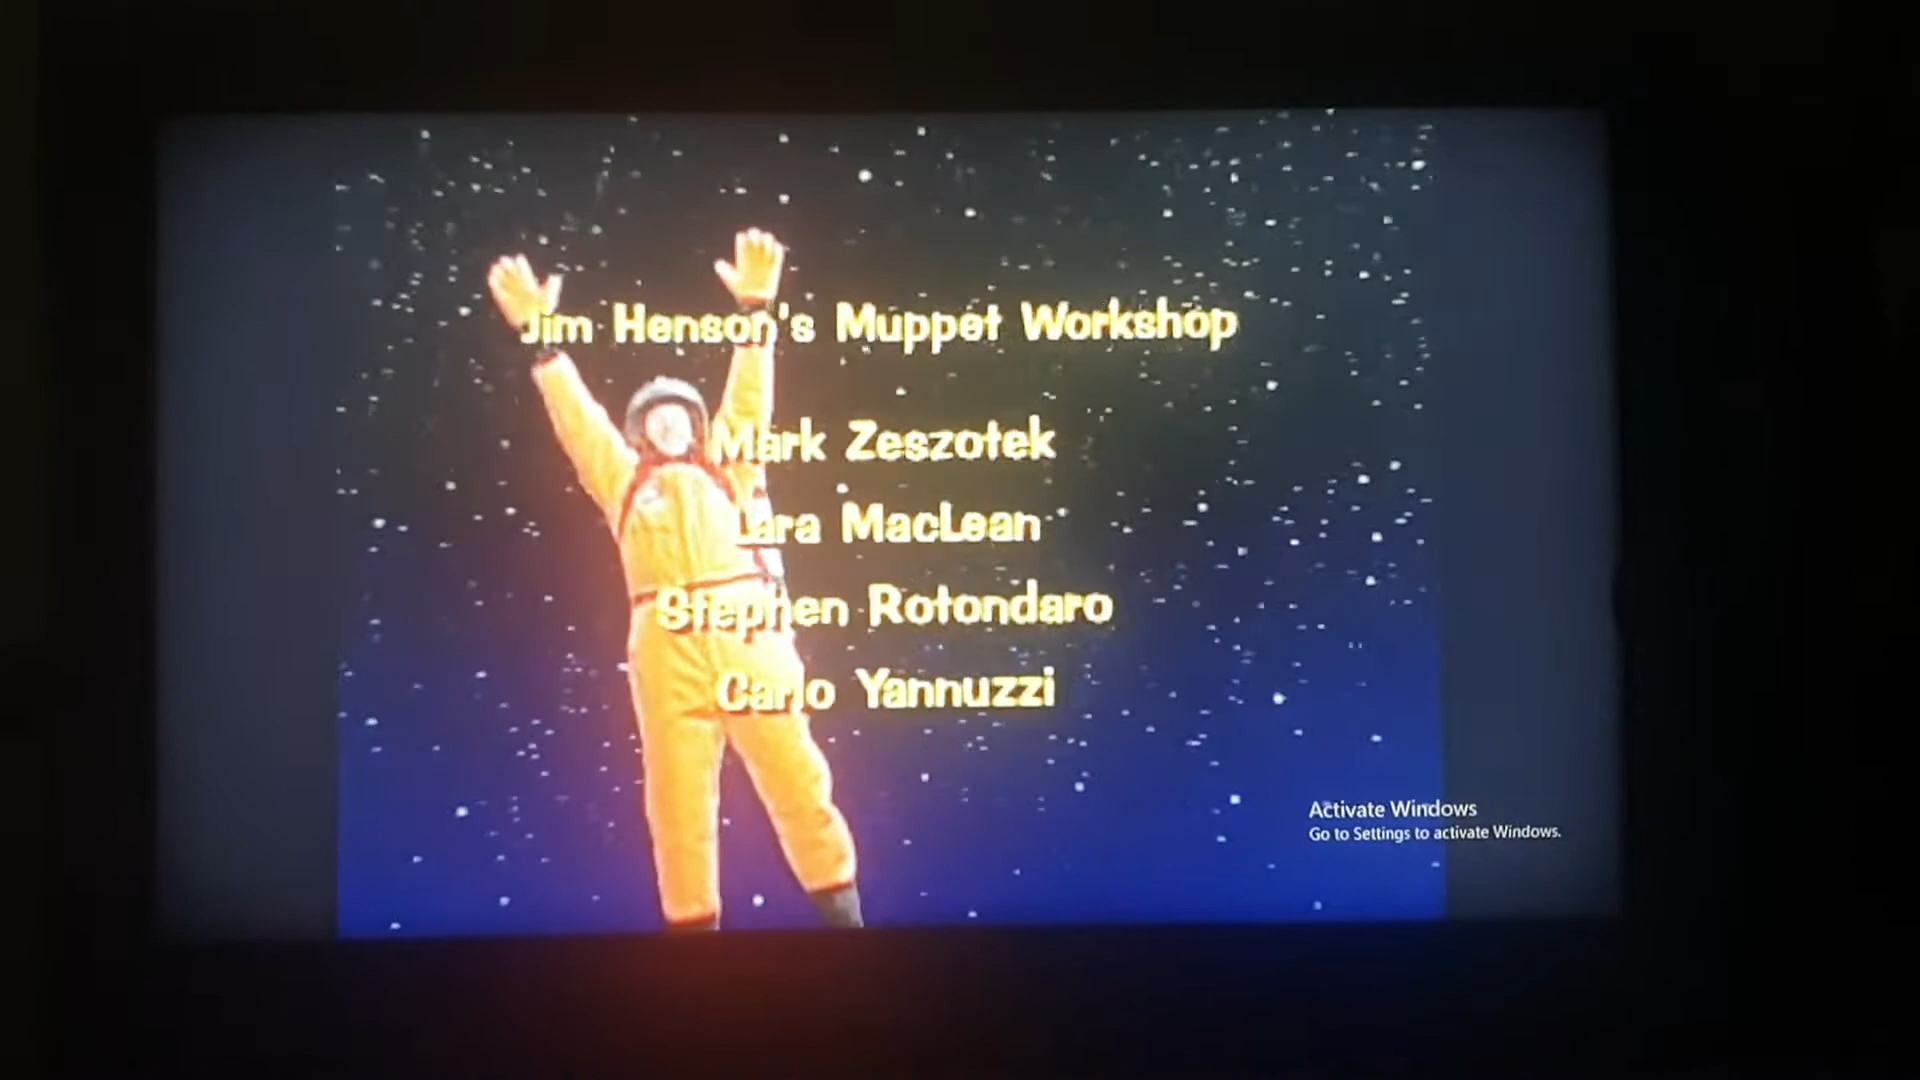 Jim Henson's Muppet Workshop
Mark Zeszotek
Lara MacLean
Stephen Rotondaro
Carlo Yannuzzi
Activate Windows
Go to Settings to activate Windows.